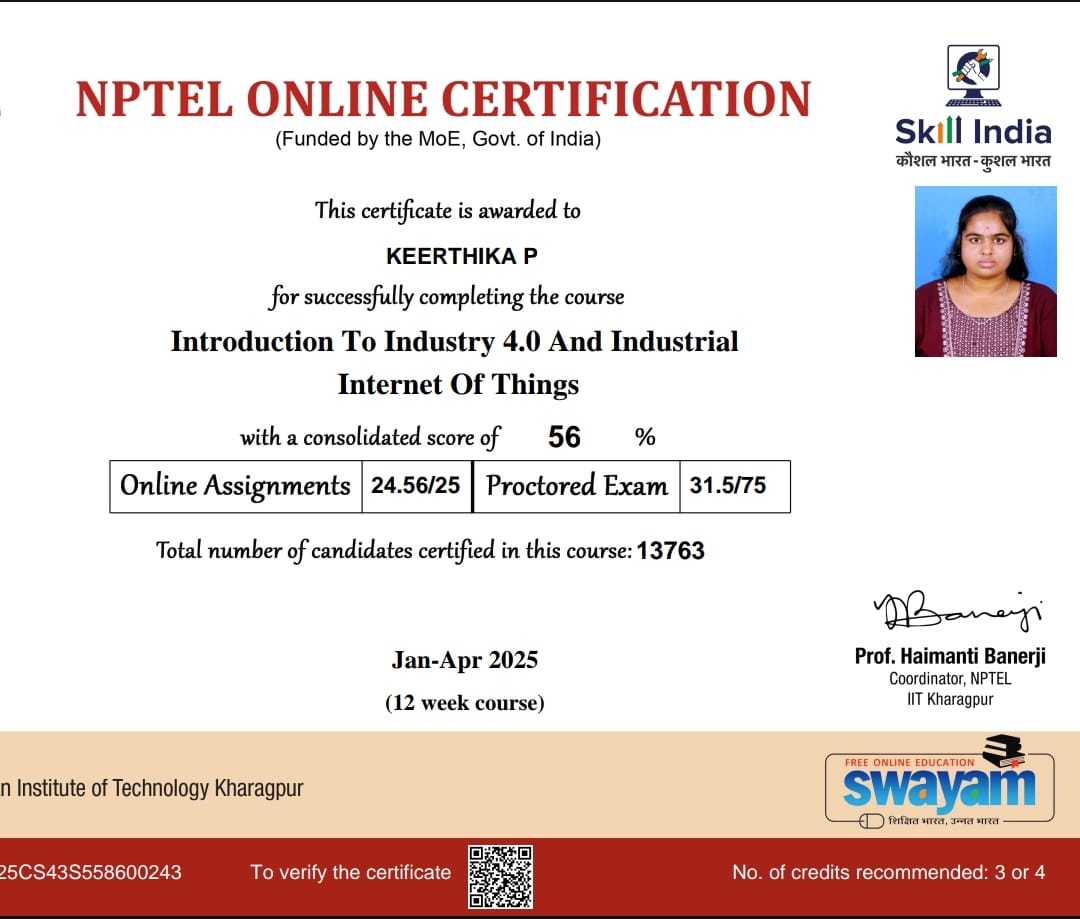 NPTEL ONLINE CERTIFICATION
(Funded by the MoE, Govt. of India)
Skill India
कौशल भारत - कुशल भारत
This certificate is awarded to
KEERTHIKA P
for successfully completing the course
Introduction To Industry 4.0 And Industrial
Internet Of Things
with a consolidated score of 56 %
Online Assignments 24.56/25 Proctored Exam 31.5/75
Total number of candidates certified in this course: 13763
Jan-Apr 2025
(12 week course)
Banerji
Prof. Haimanti Banerji
Coordinator, NPTEL
IIT Kharagpur
n Institute of Technology Kharagpur
FREE ONLINE EDUCATION
swayam
शिक्षित भारत, उन्नत भारत
25CS43S558600243
To verify the certificate
No. of credits recommended: 3 or 4